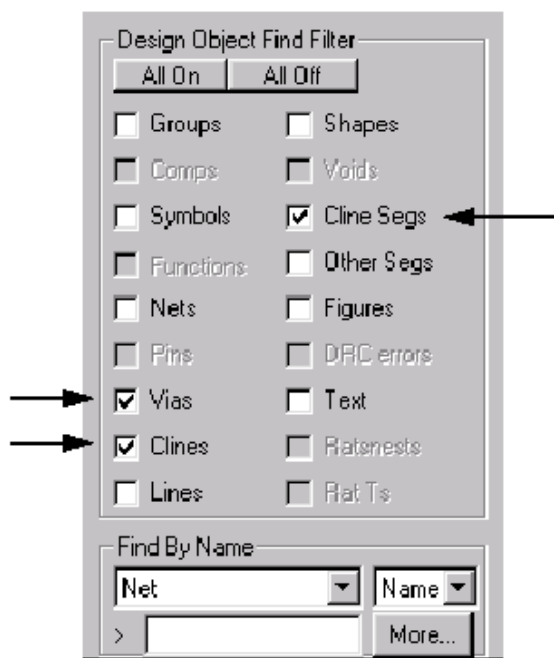 Design Object Find Filter
All On All Off
Groups Shapes
Comps Voids
Symbols Cline Segs
Functions Other Segs
Nets Figures
Pins DRC errors
Vias Text
Clines Ratsnests
Lines Rat Ts
Find By Name
Net Name
> More...